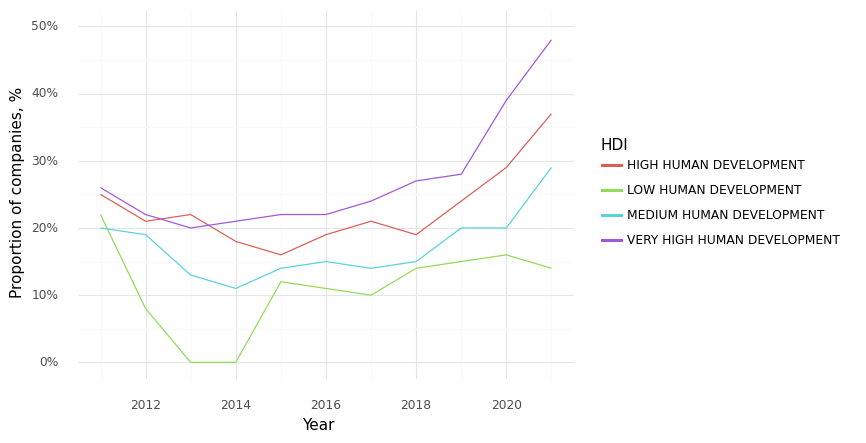 50%
40%
30%
20%
10%
0%
Proportion of companies, %
2012 2014 2016 2018 2020
Year
HDI
HIGH HUMAN DEVELOPMENT
LOW HUMAN DEVELOPMENT
MEDIUM HUMAN DEVELOPMENT
VERY HIGH HUMAN DEVELOPMENT